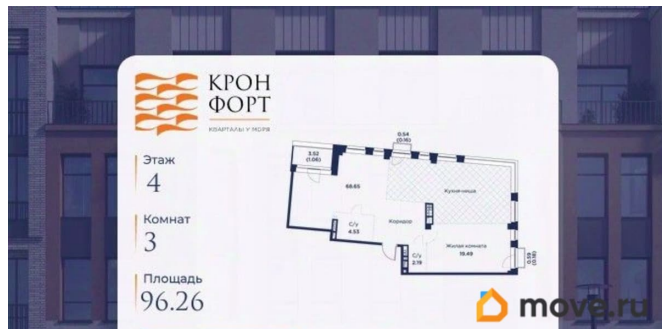 КРОН
ФОРТ
КВАРТАЛЫ У МОРЯ
Этаж
4
Комнат
3
Площадь
96.26
0.54
(0.16)
3.52
(1.06)
68.65
Кухня-ниша
Коридор
С/у
4.53
Жилая комната
19.49
С/у
2.19
0.59
(0.18)
move.ru